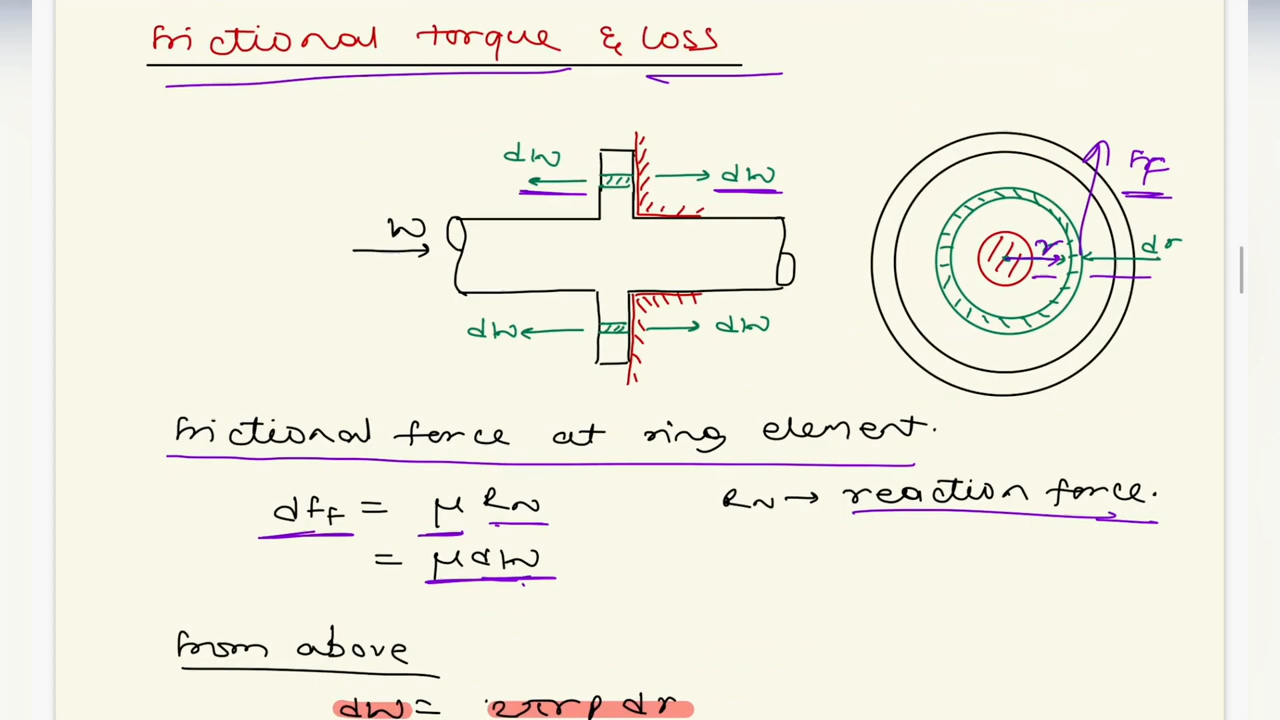 frictional torque & loss
dW
dW
W
dW
dW
Ff
r
dr
frictional force at ring element.
dfF = μ RN
RN → reaction force.
= μ dW
from above
dW = 2πrp dr